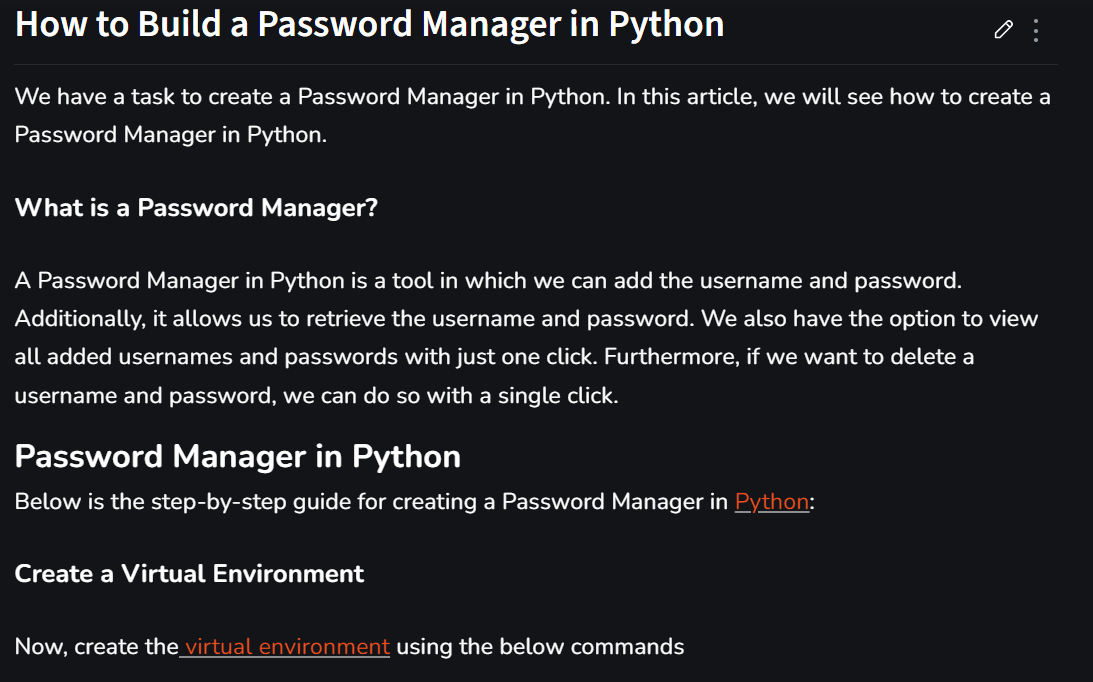 How to Build a Password Manager in Python
We have a task to create a Password Manager in Python. In this article, we will see how to create a
Password Manager in Python.
What is a Password Manager?
A Password Manager in Python is a tool in which we can add the username and password.
Additionally, it allows us to retrieve the username and password. We also have the option to view
all added usernames and passwords with just one click. Furthermore, if we want to delete a
username and password, we can do so with a single click.
Password Manager in Python
Below is the step-by-step guide for creating a Password Manager in Python:
Create a Virtual Environment
Now, create the virtual environment using the below commands